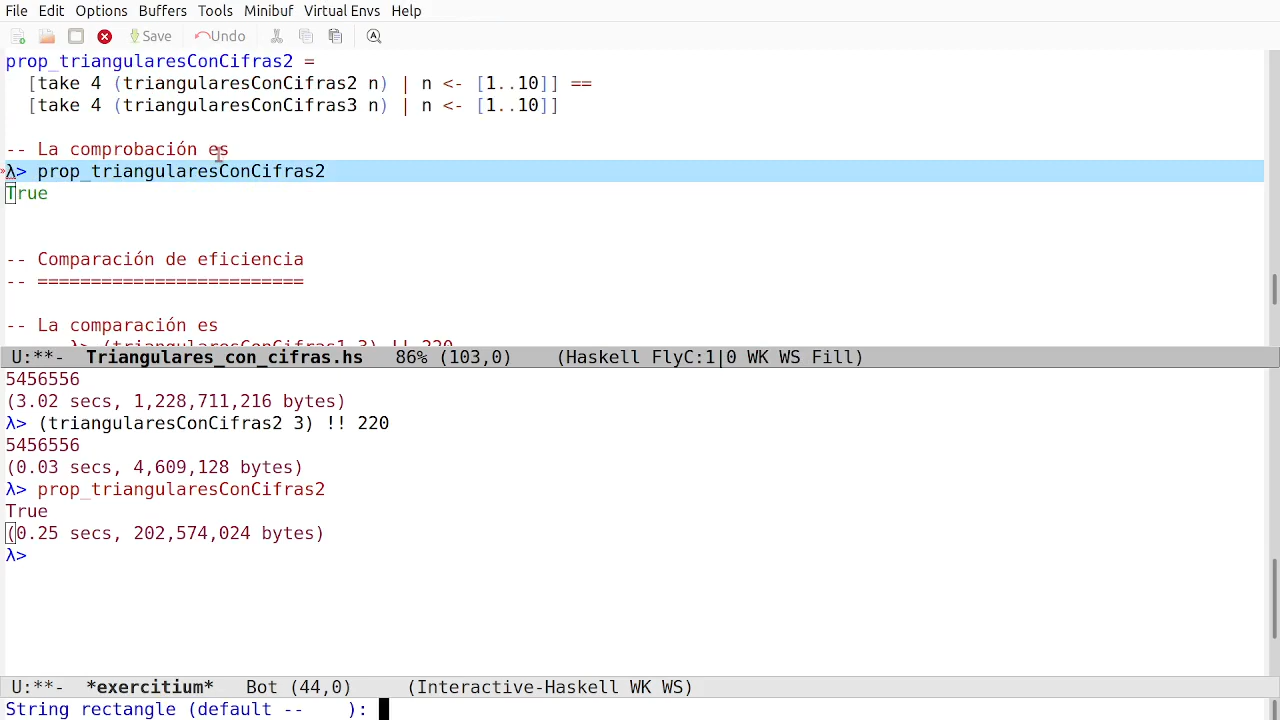 File Edit Options Buffers Tools Minibuf Virtual Envs Help
Save Undo
prop_triangularesConCifras2 =
  [take 4 (triangularesConCifras2 n) | n <- [1..10]] ==
  [take 4 (triangularesConCifras3 n) | n <- [1..10]]
-- La comprobación es
λ> prop_triangularesConCifras2
True
-- Comparación de eficiencia
-- =========================
-- La comparación es
λ> (triangularesConCifras1 3) !! 220
U:**-  Triangulares_con_cifras.hs   86% (103,0)    (Haskell FlyC:1|0 WK WS Fill)
5456556
(3.02 secs, 1,228,711,216 bytes)
λ> (triangularesConCifras2 3) !! 220
5456556
(0.03 secs, 4,609,128 bytes)
λ> prop_triangularesConCifras2
True
(0.25 secs, 202,574,024 bytes)
λ>
U:**-  *exercitium*   Bot (44,0)     (Interactive-Haskell WK WS)
String rectangle (default --    ):